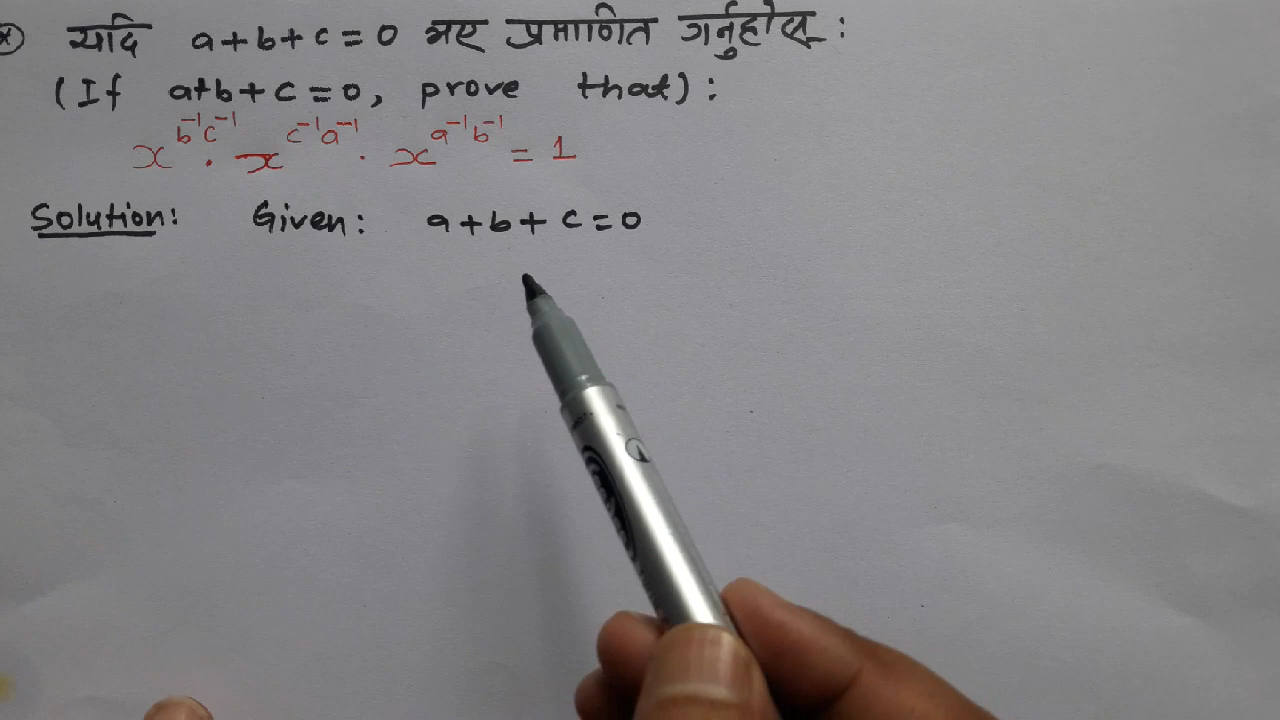 यदि a+b+c=0 भए प्रमाणित गर्नुहोस् :
(If a+b+c=0, prove that):
x^{b⁻¹c⁻¹} . x^{c⁻¹a⁻¹} . x^{a⁻¹b⁻¹} = 1
Solution: Given: a+b+c=0